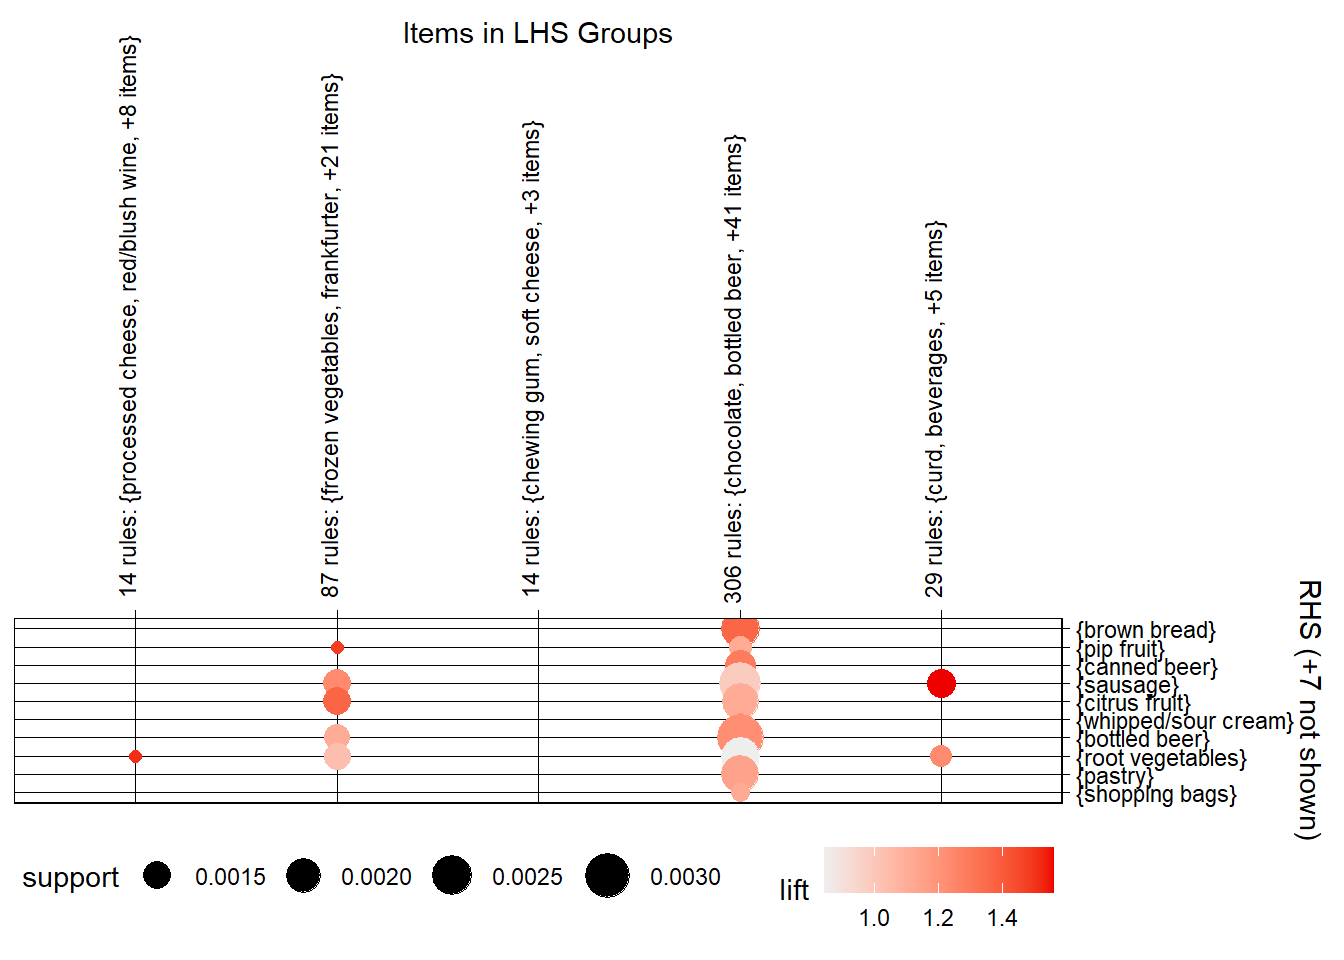 Items in LHS Groups
14 rules: {processed cheese, red/blush wine, +8 items}
87 rules: {frozen vegetables, frankfurter, +21 items}
14 rules: {chewing gum, soft cheese, +3 items}
306 rules: {chocolate, bottled beer, +41 items}
29 rules: {curd, beverages, +5 items}
{brown bread}
{pip fruit}
{canned beer}
{sausage}
{citrus fruit}
{whipped/sour cream}
{bottled beer}
{root vegetables}
{pastry}
{shopping bags}
RHS (+7 not shown)
support 0.0015 0.0020 0.0025 0.0030
lift
1.0 1.2 1.4